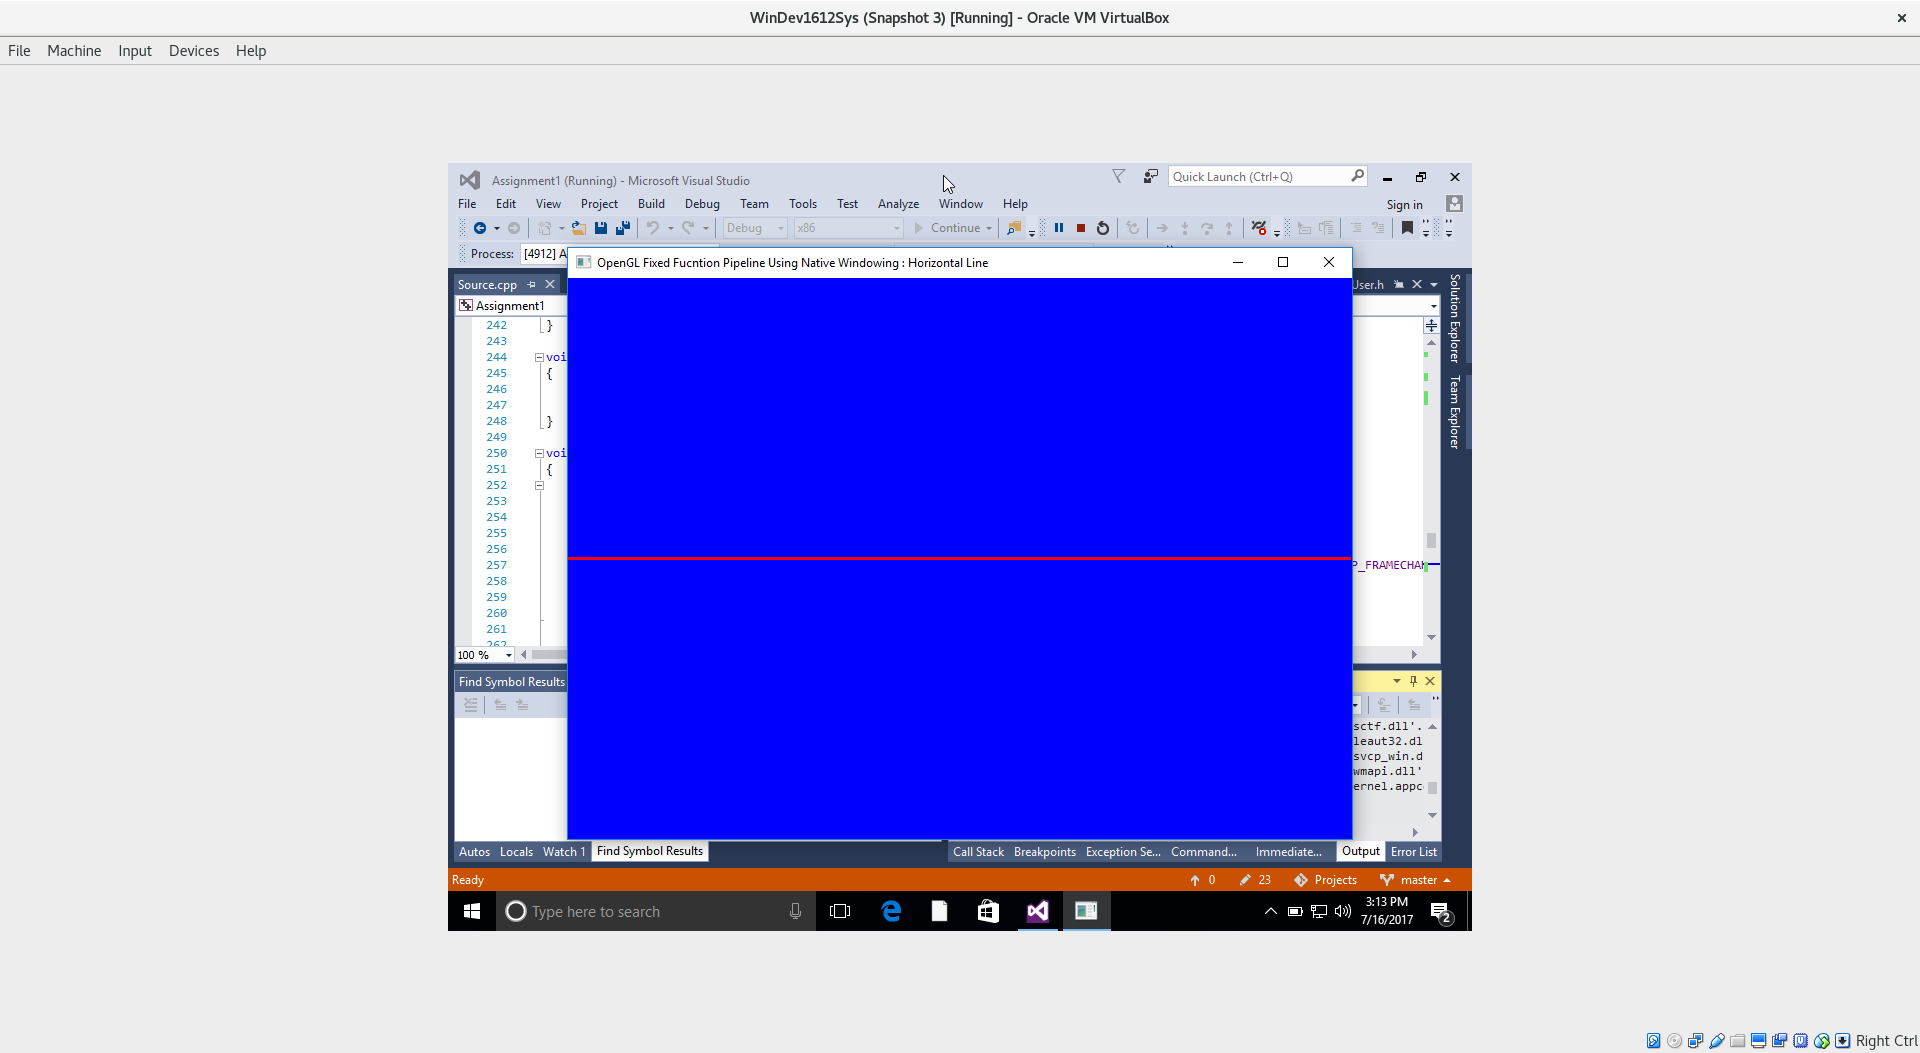 WinDev1612Sys (Snapshot 3) [Running] - Oracle VM VirtualBox
File Machine Input Devices Help
Assignment1 (Running) - Microsoft Visual Studio
Quick Launch (Ctrl+Q)
File Edit View Project Build Debug Team Tools Test Analyze Window Help
Sign in
Debug x86 Continue
Process: [4912] A
OpenGL Fixed Fucntion Pipeline Using Native Windowing : Horizontal Line
Source.cpp
User.h
Assignment1
Solution Explorer
Team Explorer
242 }
243
244 voi
245 {
246
247
248 }
249
250 voi
251 {
252
253
254
255
256
257 P_FRAMECHA
258
259
260
261
262
100 %
Find Symbol Results
sctf.dll'.
leaut32.dl
svcp_win.d
wmapi.dll'
ernel.appc
Autos Locals Watch 1 Find Symbol Results
Call Stack Breakpoints Exception Se... Command... Immediate... Output Error List
Ready
0 23 Projects master
Type here to search
3:13 PM
7/16/2017
2
Right Ctrl